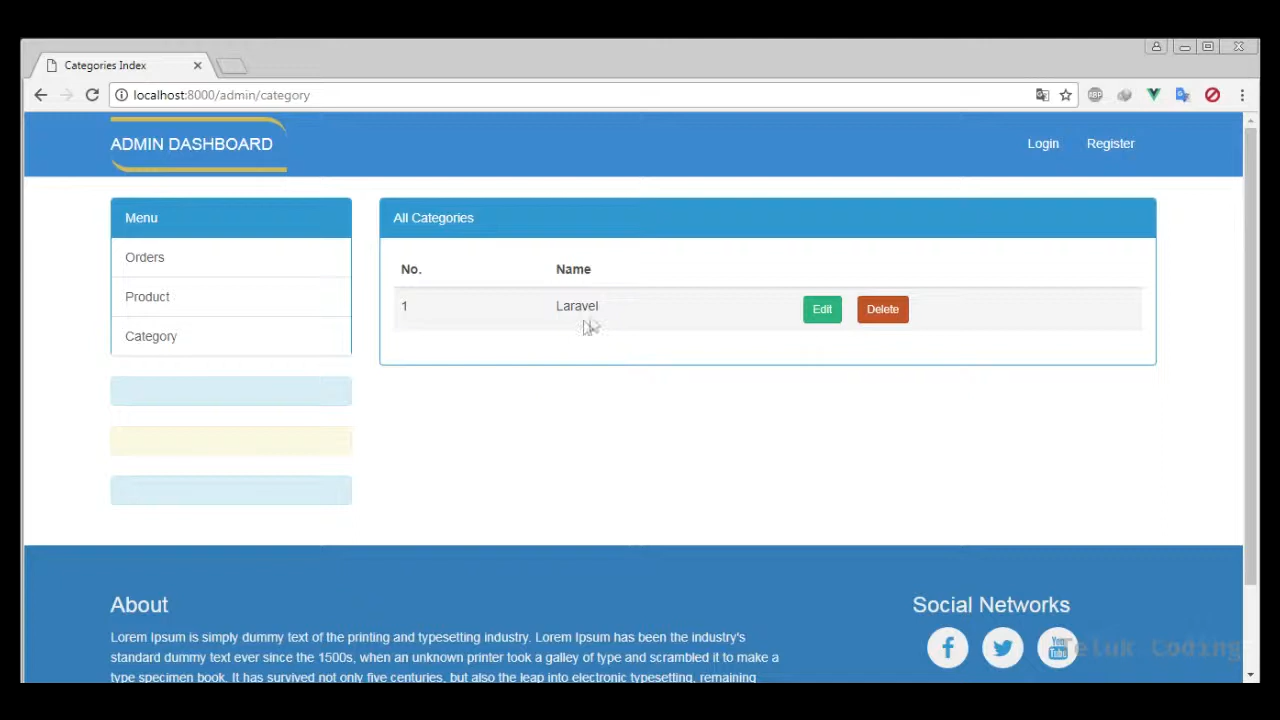 Categories Index
localhost:8000/admin/category
ADMIN DASHBOARD
Login
Register
Menu
Orders
Product
Category
All Categories
No.
Name
1
Laravel
Edit
Delete
About
Lorem Ipsum is simply dummy text of the printing and typesetting industry. Lorem Ipsum has been the industry's
standard dummy text ever since the 1500s, when an unknown printer took a galley of type and scrambled it to make a
type specimen book. It has survived not only five centuries, but also the leap into electronic typesetting, remaining
Social Networks
You
Tube
Teluk Coding